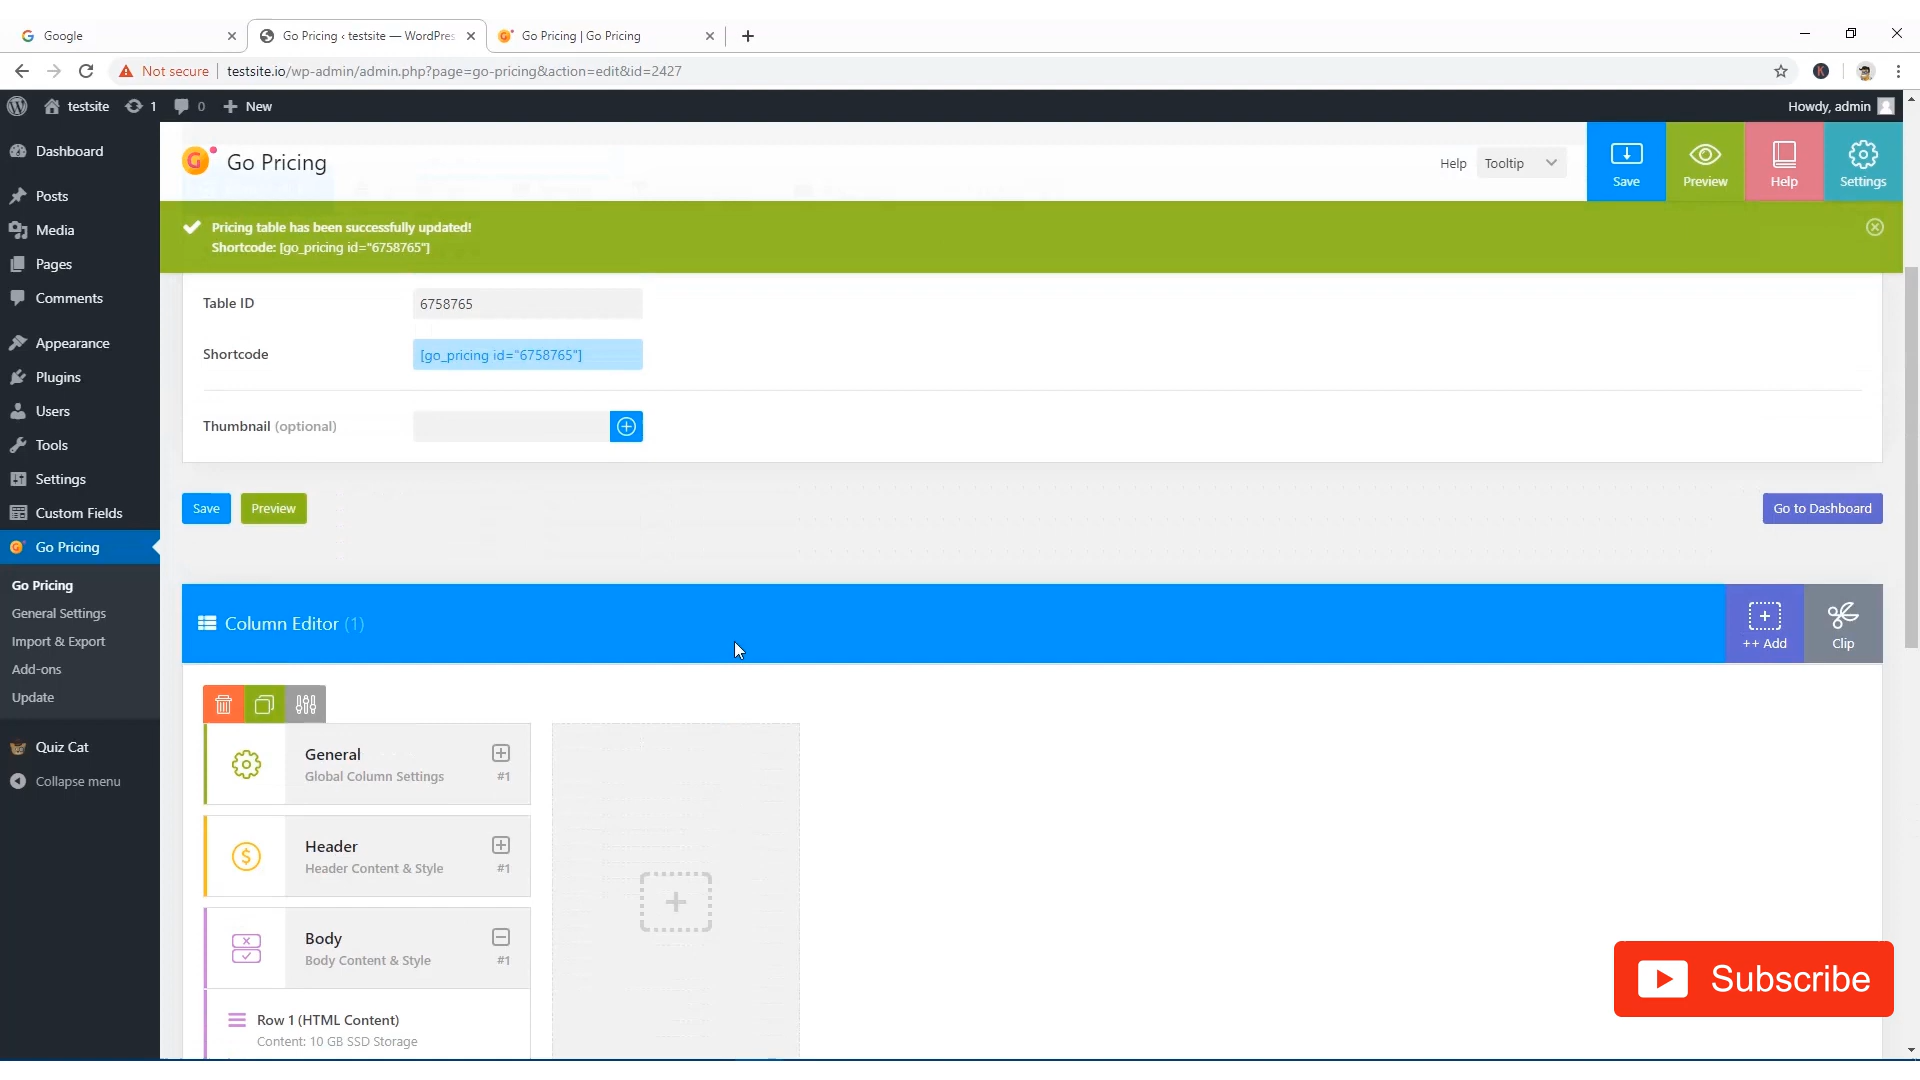 Google
Go Pricing ‹ testsite — WordPres
Go Pricing | Go Pricing
Not secure
testsite.io/wp-admin/admin.php?page=go-pricing&action=edit&id=2427
testsite
1
0
New
Howdy, admin
Dashboard
Posts
Media
Pages
Comments
Appearance
Plugins
Users
Tools
Settings
Custom Fields
Go Pricing
Go Pricing
General Settings
Import & Export
Add-ons
Update
Quiz Cat
Collapse menu
Go Pricing
Help
Tooltip
Save
Preview
Help
Settings
Pricing table has been successfully updated!
Shortcode: [go_pricing id="6758765"]
Table ID
6758765
Shortcode
[go_pricing id="6758765"]
Thumbnail (optional)
Save
Preview
Go to Dashboard
Column Editor (1)
++ Add
Clip
General
Global Column Settings
#1
Header
Header Content & Style
#1
Body
Body Content & Style
#1
Row 1 (HTML Content)
Content: 10 GB SSD Storage
Subscribe